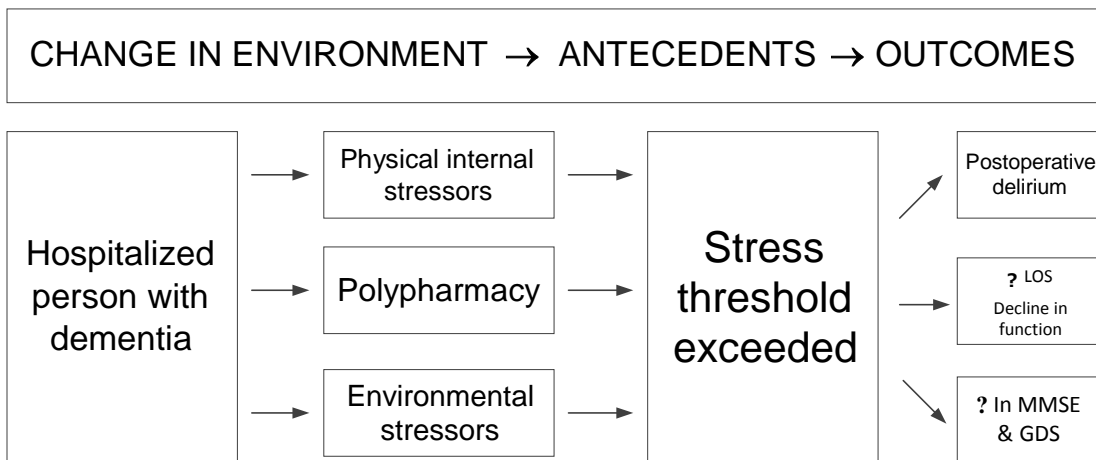 CHANGE IN ENVIRONMENT → ANTECEDENTS → OUTCOMES
Hospitalized
person with
dementia
Physical internal
stressors
Polypharmacy
Environmental
stressors
Stress
threshold
exceeded
Postoperative
delirium
? LOS
Decline in
function
? In MMSE
& GDS